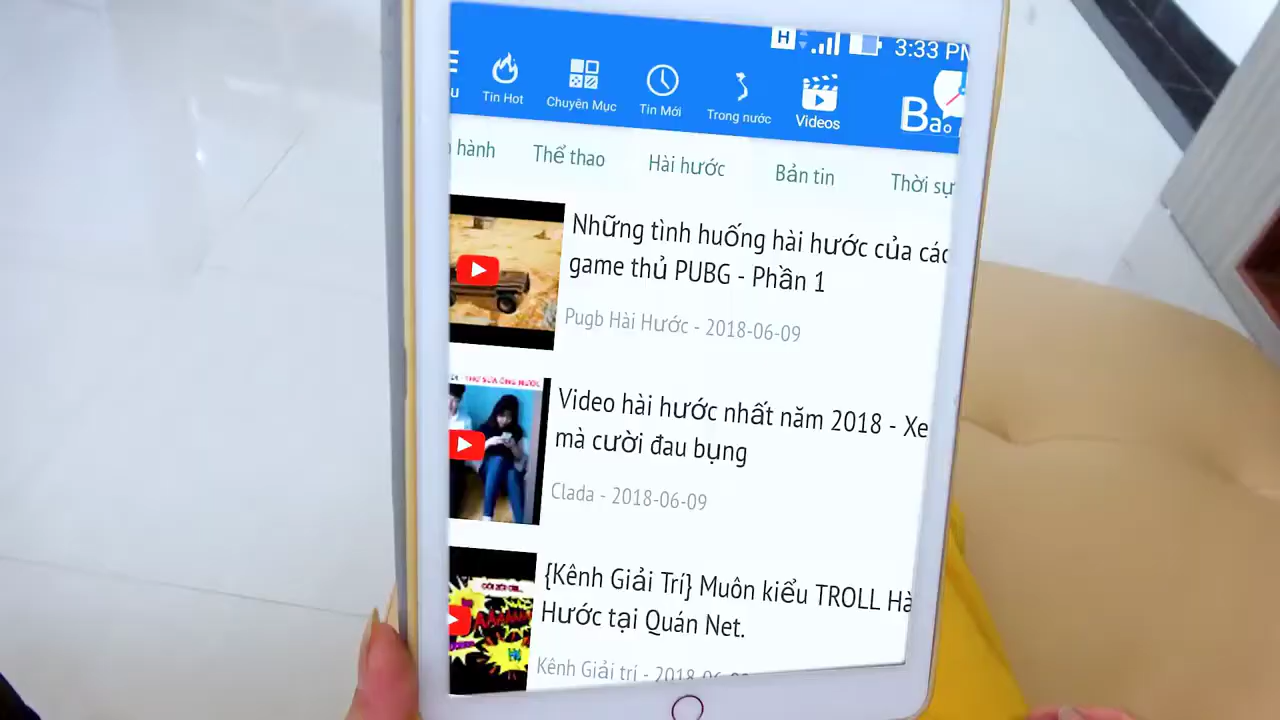 H 3:33 PM
Tin Hot
Chuyên Mục
Tin Mới
Trong nước
Videos
Bao
hành
Thể thao
Hài hước
Bản tin
Thời sự
Những tình huống hài hước của các
game thủ PUBG - Phần 1
Pugb Hài Hước - 2018-06-09
Video hài hước nhất năm 2018 - Xe
mà cười đau bụng
Clada - 2018-06-09
{Kênh Giải Trí} Muôn kiểu TROLL Hà
Hước tại Quán Net.
Kênh Giải trí - 2018